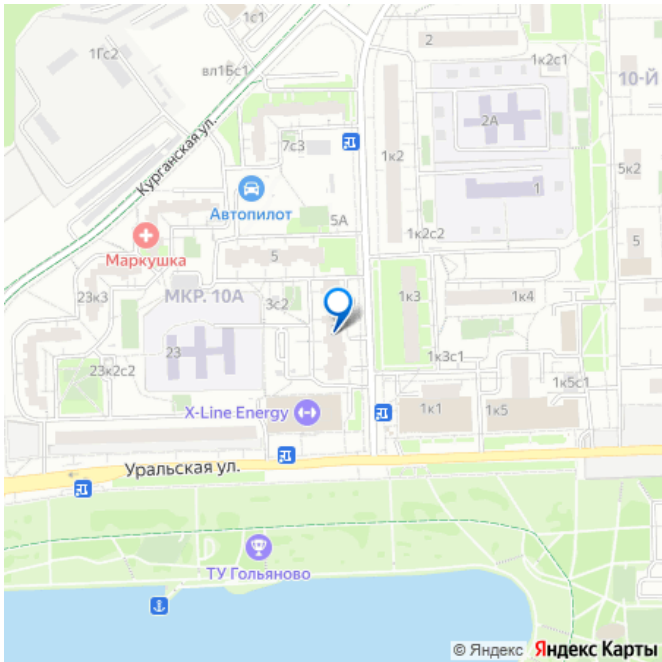 1с1
2
1Гс2
вл1Бс1
1к2с1
10-Й
Курганская ул.
2А
7с3
1к2
5к2
Автопилот
1
5А
1к2с2
Маркушка
5
5
23к3
МКР. 10А
3с2
1к3
1к4
23
1к3с1
23к2с2
1к5с1
X-Line Energy
1к1
1к5
Уральская ул.
ТУ Гольяново
© Яндекс Яндекс Карты